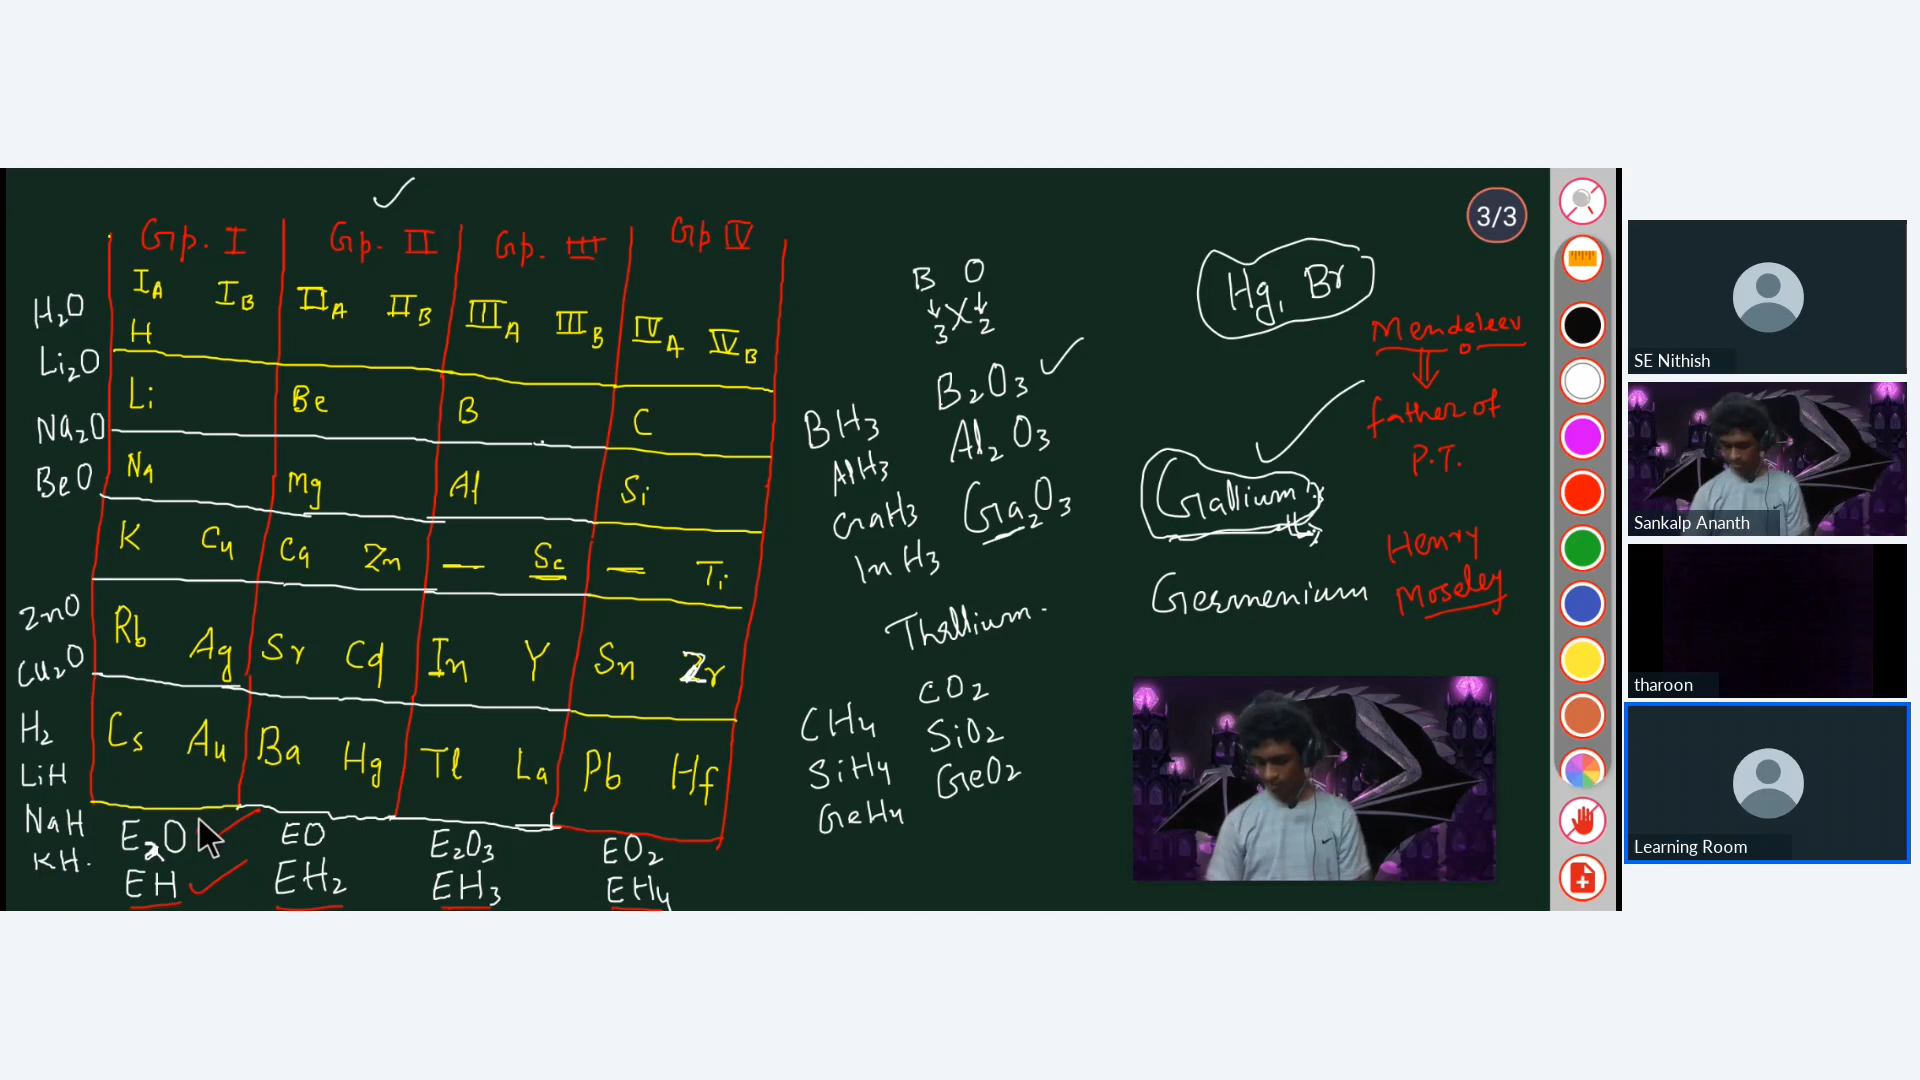 Gp. I Gp. II Gp. III Gp IV
IA IB IIA IIB IIIA IIIB IVA IVB
H
Li Be B C
Na Mg Al Si
K Cu Ca Zn — Sc — Ti
Rb Ag Sr Cd In Y Sn Zr
Cs Au Ba Hg Tl La Pb Hf
E₂O EO E₂O₃ EO₂
EH EH₂ EH₃ EH₄
H₂O
Li₂O
Na₂O
BeO
ZnO
Cu₂O
H₂
LiH
NaH
KH.
B O
3 2
B₂O₃
Al₂O₃
Ga₂O₃
BH₃
AlH₃
GaH₃
InH₃
Thallium.
CO₂
SiO₂
GeO₂
CH₄
SiH₄
GeH₄
Hg, Br
Gallium.
Germenium
Mendeleev
⇓
father of
P.T.
Henry
Moseley
3/3
SE Nithish
Sankalp Ananth
tharoon
Learning Room